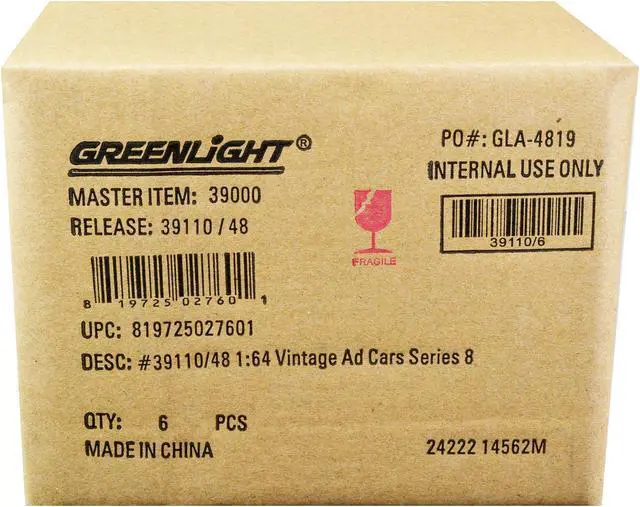 GREENLiGHT®
MASTER ITEM: 39000
RELEASE: 39110 / 48
8 19725 02760 1
UPC: 819725027601
DESC: #39110/48 1:64 Vintage Ad Cars Series 8
QTY: 6 PCS
MADE IN CHINA
FRAGILE
PO#: GLA-4819
INTERNAL USE ONLY
39110/6
24222 14562M